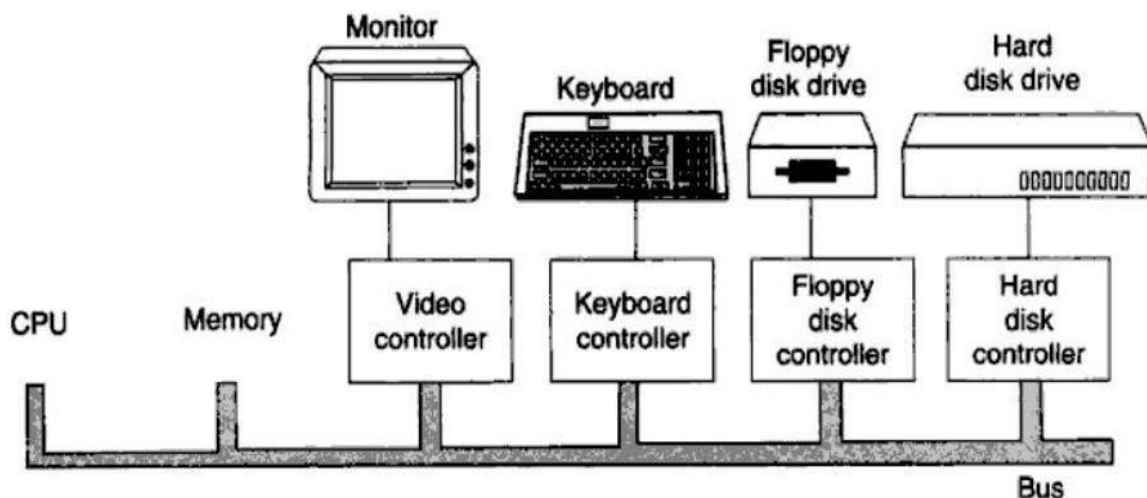 Monitor
Keyboard
Floppy
disk drive
Hard
disk drive
CPU
Memory
Video
controller
Keyboard
controller
Floppy
disk
controller
Hard
disk
controller
Bus